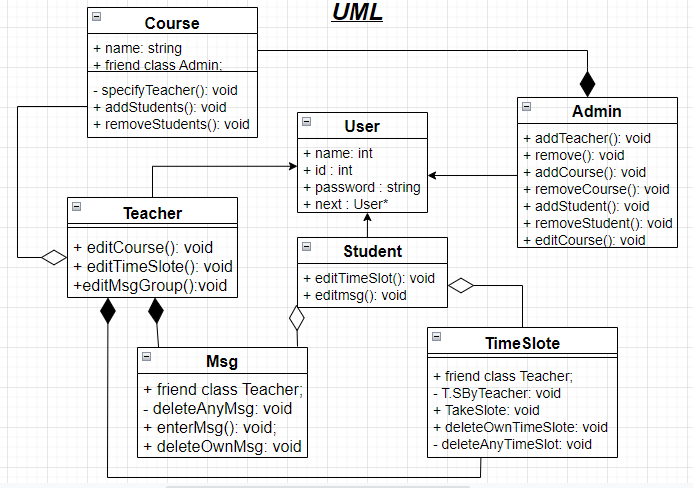 UML
Course
+ name: string
+ friend class Admin;
- specifyTeacher(): void
+ addStudents(): void
+ removeStudents(): void
User
+ name: int
+ id : int
+ password : string
+ next : User*
Admin
+ addTeacher(): void
+ remove(): void
+ addCourse(): void
+ removeCourse(): void
+ addStudent(): void
+ removeStudent(): void
+ editCourse(): void
Teacher
+ editCourse(): void
+ editTimeSlote(): void
+editMsgGroup():void
Student
+ editTimeSlot(): void
+ editmsg(): void
Msg
+ friend class Teacher;
- deleteAnyMsg: void
+ enterMsg(): void;
+ deleteOwnMsg: void
TimeSlote
+ friend class Teacher;
- T.SByTeacher: void
+ TakeSlote: void
+ deleteOwnTimeSlote: void
- deleteAnyTimeSlot: void